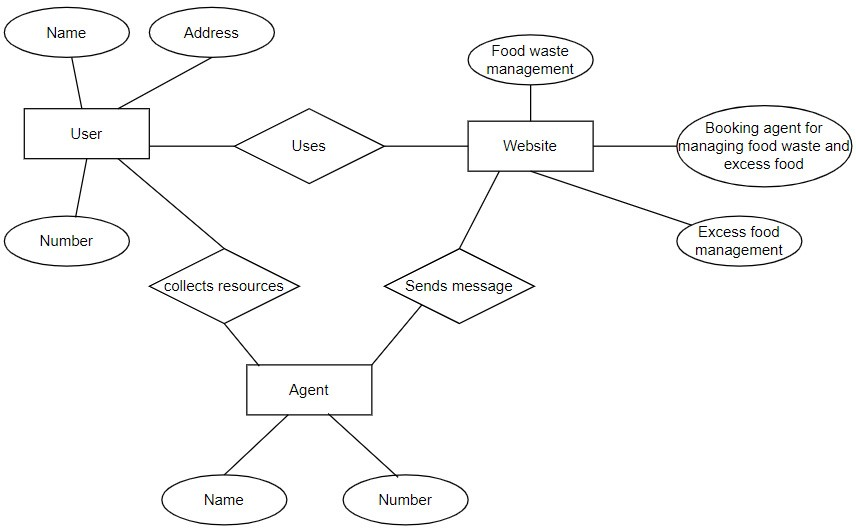 Name
Address
Food waste
management
User
Uses
Website
Booking agent for
managing food waste and
excess food
Number
Excess food
management
collects resources
Sends message
Agent
Name
Number